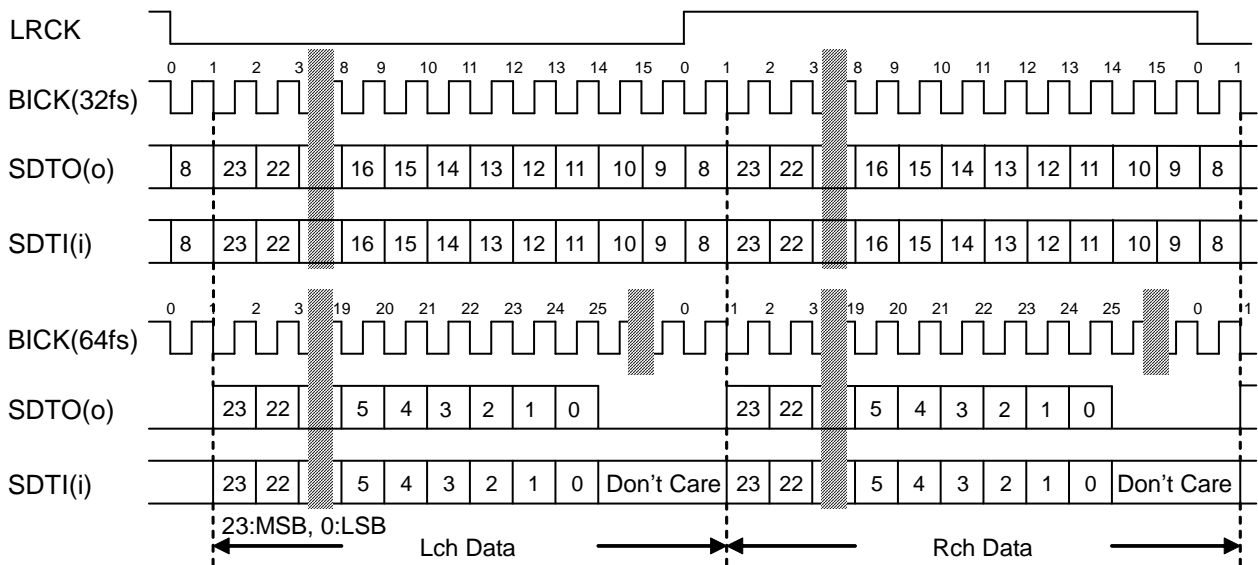 LRCK
0 1 2 3 8 9 10 11 12 13 14 15 0 1 2 3 8 9 10 11 12 13 14 15 0 1
BICK(32fs)
SDTO(o) 8 23 22 16 15 14 13 12 11 10 9 8 23 22 16 15 14 13 12 11 10 9 8
SDTI(i) 8 23 22 16 15 14 13 12 11 10 9 8 23 22 16 15 14 13 12 11 10 9 8
0 1 2 3 19 20 21 22 23 24 25 0 1 2 3 19 20 21 22 23 24 25 0 1
BICK(64fs)
SDTO(o) 23 22 5 4 3 2 1 0 23 22 5 4 3 2 1 0
SDTI(i) 23 22 5 4 3 2 1 0 Don't Care 23 22 5 4 3 2 1 0 Don't Care
23:MSB, 0:LSB
Lch Data Rch Data